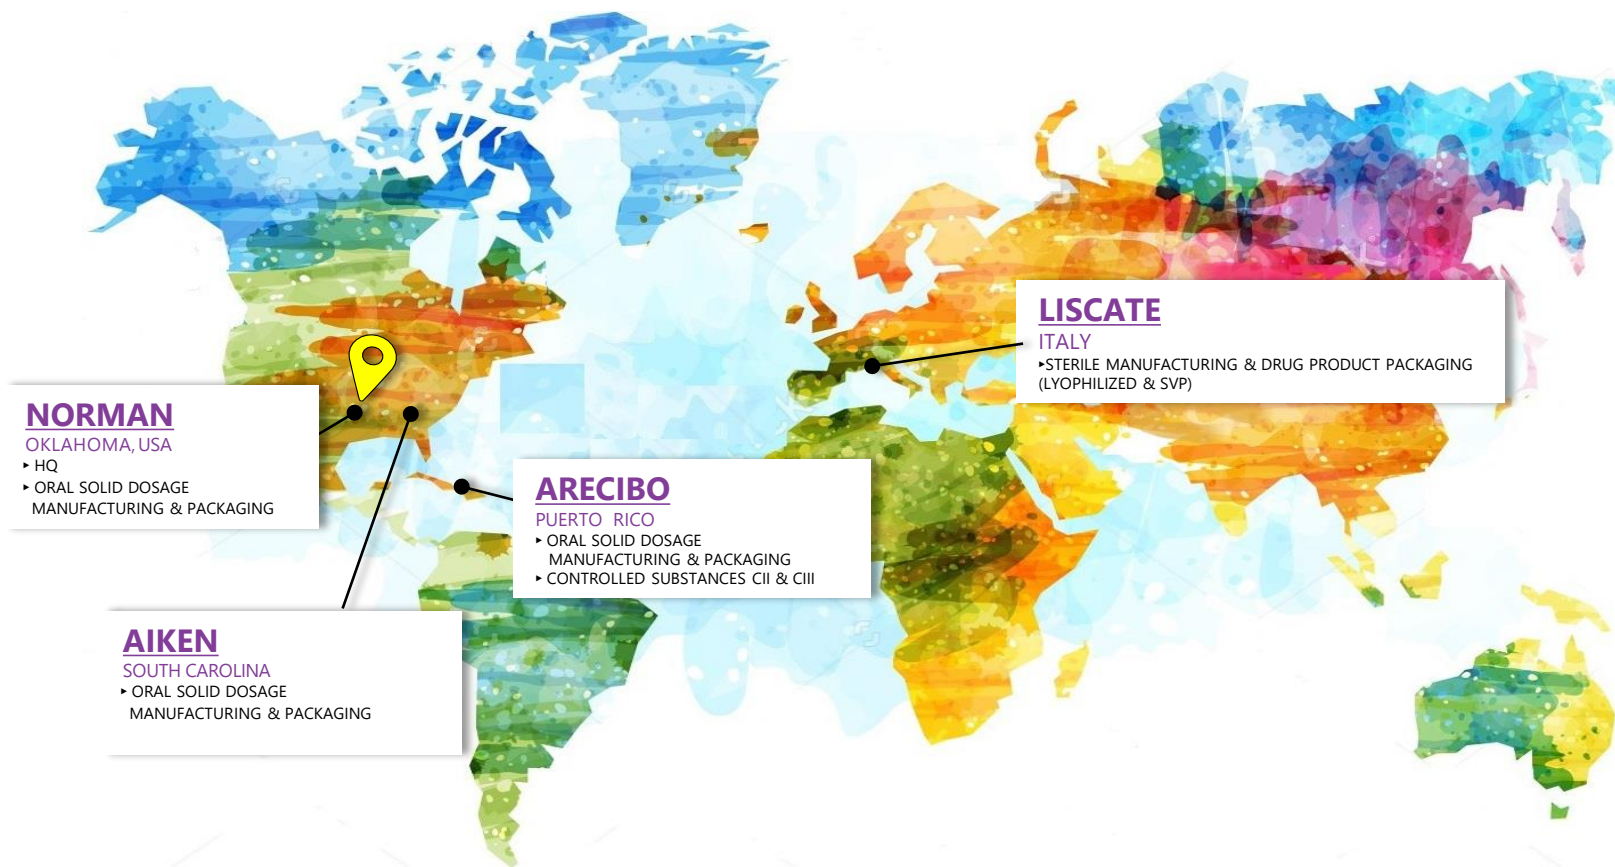 NORMAN
OKLAHOMA, USA
‣ HQ
‣ ORAL SOLID DOSAGE
MANUFACTURING & PACKAGING
AIKEN
SOUTH CAROLINA
‣ ORAL SOLID DOSAGE
MANUFACTURING & PACKAGING
ARECIBO
PUERTO RICO
‣ ORAL SOLID DOSAGE
MANUFACTURING & PACKAGING
‣ CONTROLLED SUBSTANCES CII & CIII
LISCATE
ITALY
‣STERILE MANUFACTURING & DRUG PRODUCT PACKAGING
(LYOPHILIZED & SVP)